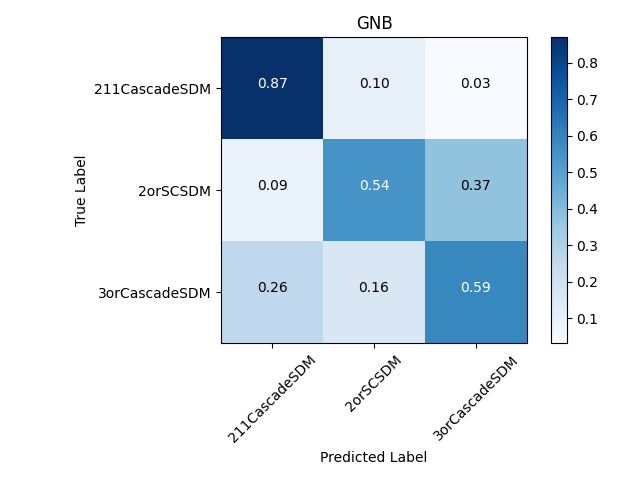 GNB
211CascadeSDM 0.87 0.10 0.03
2orSCSDM 0.09 0.54 0.37
3orCascadeSDM 0.26 0.16 0.59
True Label
211CascadeSDM 2orSCSDM 3orCascadeSDM
Predicted Label
0.8
0.7
0.6
0.5
0.4
0.3
0.2
0.1